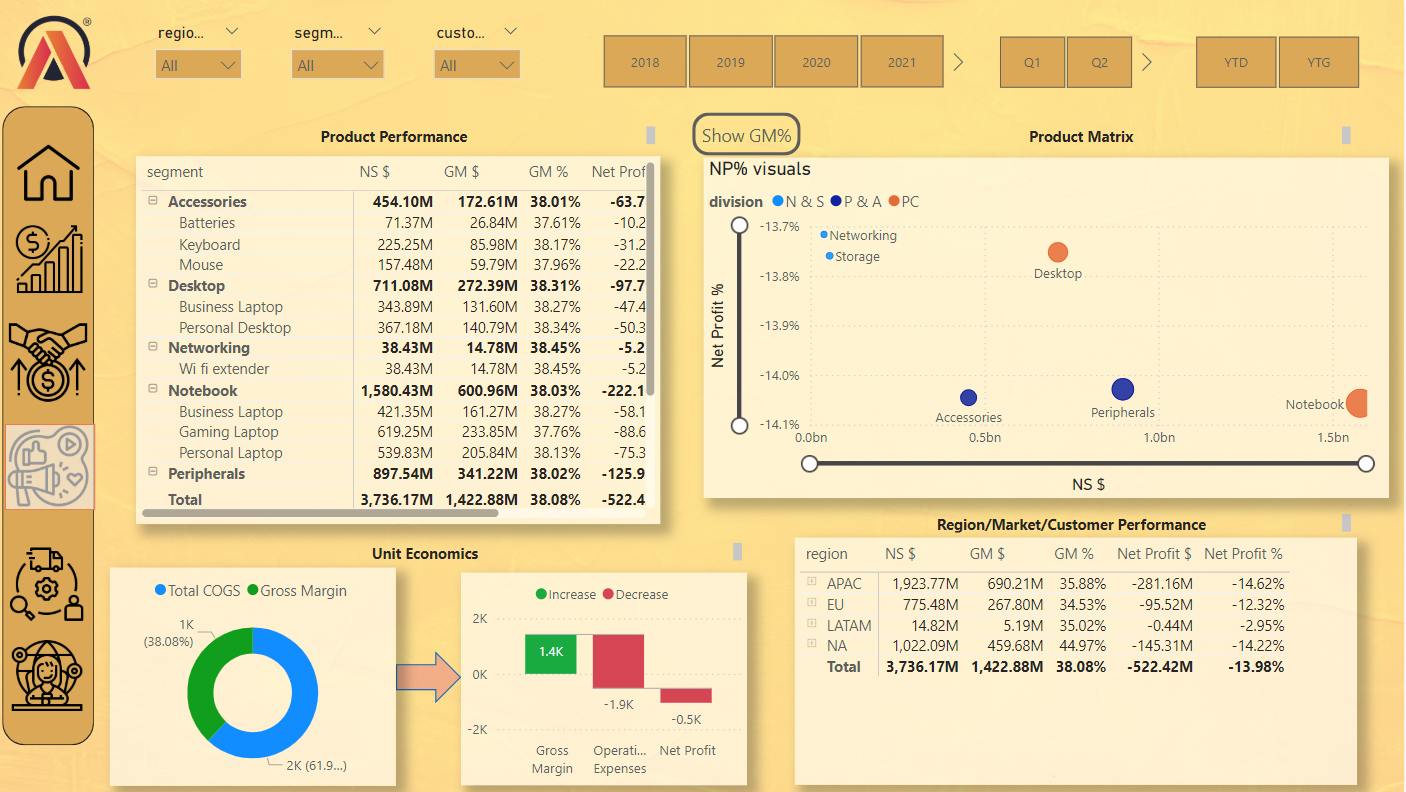 ®
regio... segm... custo...
All All All
2018 2019 2020 2021 Q1 Q2 YTD YTG
Product Performance
segment NS $ GM $ GM % Net Prof
Accessories 454.10M 172.61M 38.01% -63.7
Batteries 71.37M 26.84M 37.61% -10.2
Keyboard 225.25M 85.98M 38.17% -31.2
Mouse 157.48M 59.79M 37.96% -22.2
Desktop 711.08M 272.39M 38.31% -97.7
Business Laptop 343.89M 131.60M 38.27% -47.4
Personal Desktop 367.18M 140.79M 38.34% -50.3
Networking 38.43M 14.78M 38.45% -5.2
Wi fi extender 38.43M 14.78M 38.45% -5.2
Notebook 1,580.43M 600.96M 38.03% -222.1
Business Laptop 421.35M 161.27M 38.27% -58.1
Gaming Laptop 619.25M 233.85M 37.76% -88.6
Personal Laptop 539.83M 205.84M 38.13% -75.3
Peripherals 897.54M 341.22M 38.02% -125.9
Total 3,736.17M 1,422.88M 38.08% -522.4
Show GM%
Product Matrix
NP% visuals
division N & S P & A PC
-13.7%
-13.8%
-13.9%
-14.0%
-14.1%
Net Profit %
Networking
Storage
Desktop
Accessories
Peripherals
Notebook
0.0bn 0.5bn 1.0bn 1.5bn
NS $
Unit Economics
Total COGS Gross Margin
1K
(38.08%)
2K (61.9...)
Increase Decrease
2K
0K
-2K
1.4K
-1.9K
-0.5K
Gross Operati... Net Profit
Margin Expenses
Region/Market/Customer Performance
region NS $ GM $ GM % Net Profit $ Net Profit %
APAC 1,923.77M 690.21M 35.88% -281.16M -14.62%
EU 775.48M 267.80M 34.53% -95.52M -12.32%
LATAM 14.82M 5.19M 35.02% -0.44M -2.95%
NA 1,022.09M 459.68M 44.97% -145.31M -14.22%
Total 3,736.17M 1,422.88M 38.08% -522.42M -13.98%